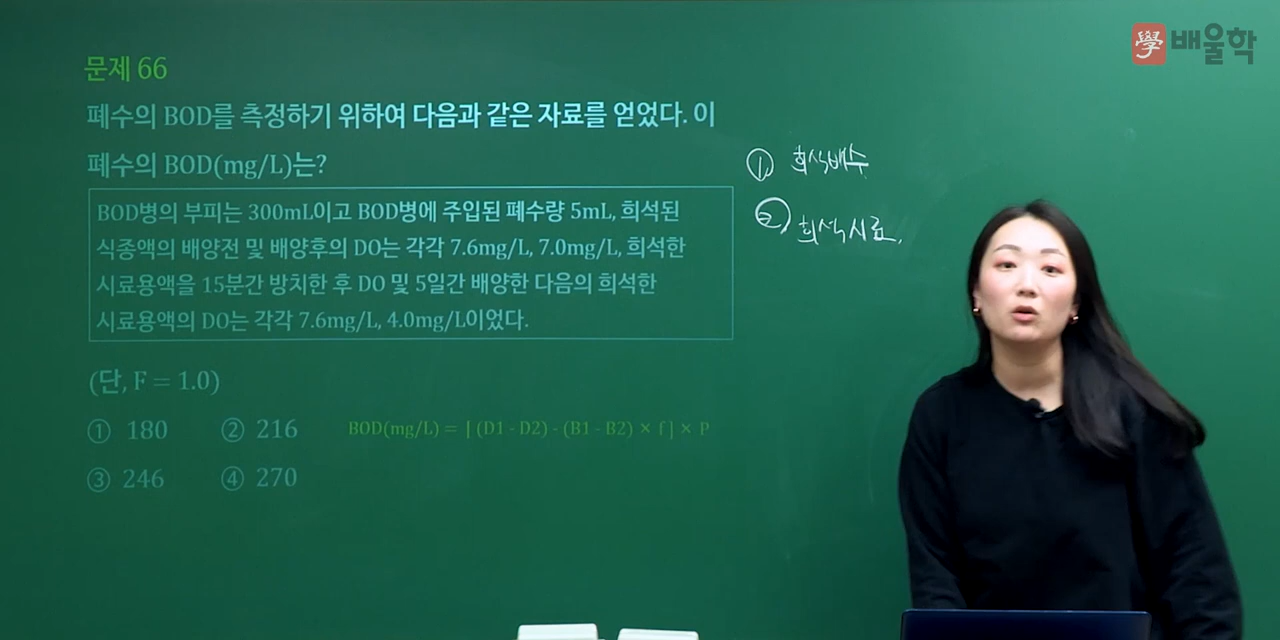 문제 66
폐수의 BOD를 측정하기 위하여 다음과 같은 자료를 얻었다. 이
폐수의 BOD(mg/L)는?
BOD병의 부피는 300mL이고 BOD병에 주입된 폐수량 5mL, 희석된
식종액의 배양전 및 배양후의 DO는 각각 7.6mg/L, 7.0mg/L, 희석한
시료용액을 15분간 방치한 후 DO 및 5일간 배양한 다음의 희석한
시료용액의 DO는 각각 7.6mg/L, 4.0mg/L이었다.
(단, F = 1.0)
① 180 ② 216
③ 246 ④ 270
BOD(mg/L) = [ (D1 - D2) - (B1 - B2) × f ] × P
① 희석배수
② 희석시료.
學 배울학